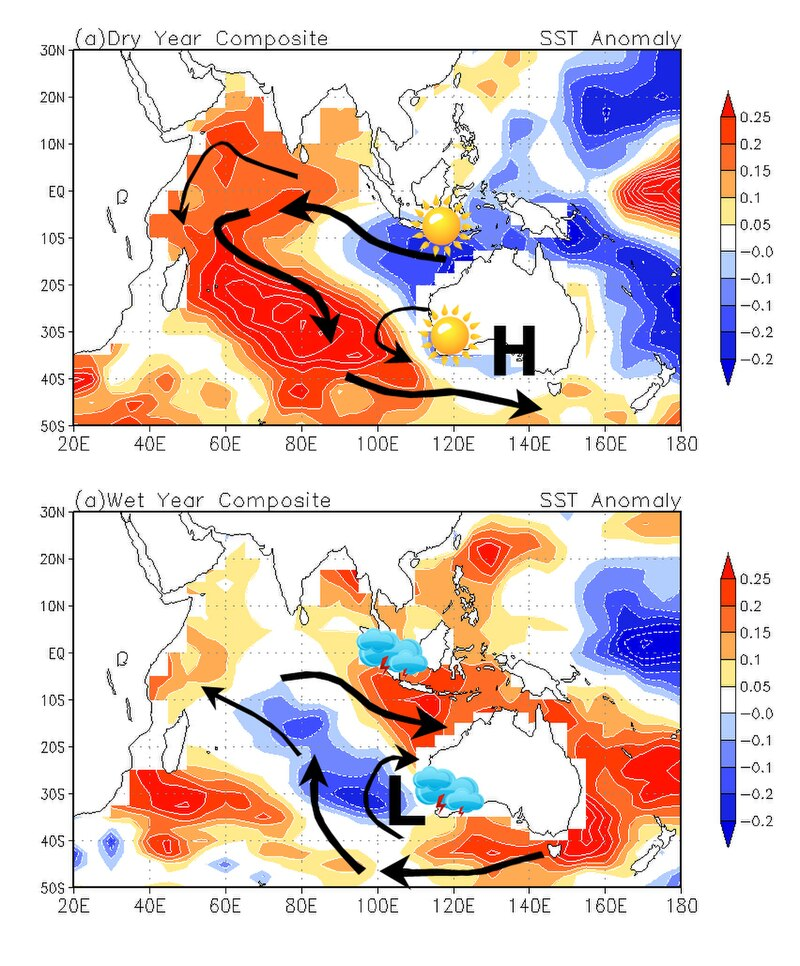 (a)Dry Year Composite SST Anomaly
30N
20N
10N
EQ
10S
20S
30S
40S
50S
20E 40E 60E 80E 100E 120E 140E 160E 180
H
0.25
0.2
0.15
0.1
0.05
−0.0
−0.1
−0.1
−0.2
−0.2
(a)Wet Year Composite SST Anomaly
30N
20N
10N
EQ
10S
20S
30S
40S
50S
20E 40E 60E 80E 100E 120E 140E 160E 180
L
0.25
0.2
0.15
0.1
0.05
−0.0
−0.1
−0.1
−0.2
−0.2